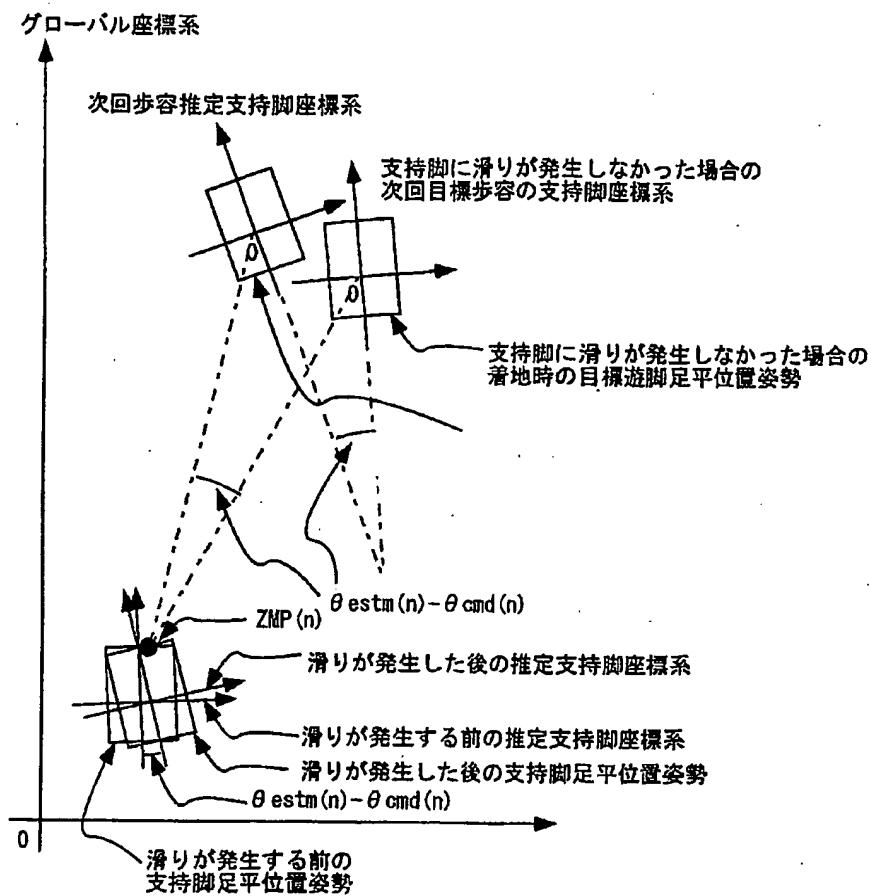 グローバル座標系
次回歩容推定支持脚座標系
支持脚に滑りが発生しなかった場合の
次回目標歩容の支持脚座標系
0
0
支持脚に滑りが発生しなかった場合の
着地時の目標遊脚足平位置姿勢
θestm(n)-θcmd(n)
ZMP(n)
滑りが発生した後の推定支持脚座標系
滑りが発生する前の推定支持脚座標系
滑りが発生した後の支持脚足平位置姿勢
θestm(n)-θcmd(n)
0
滑りが発生する前の
支持脚足平位置姿勢